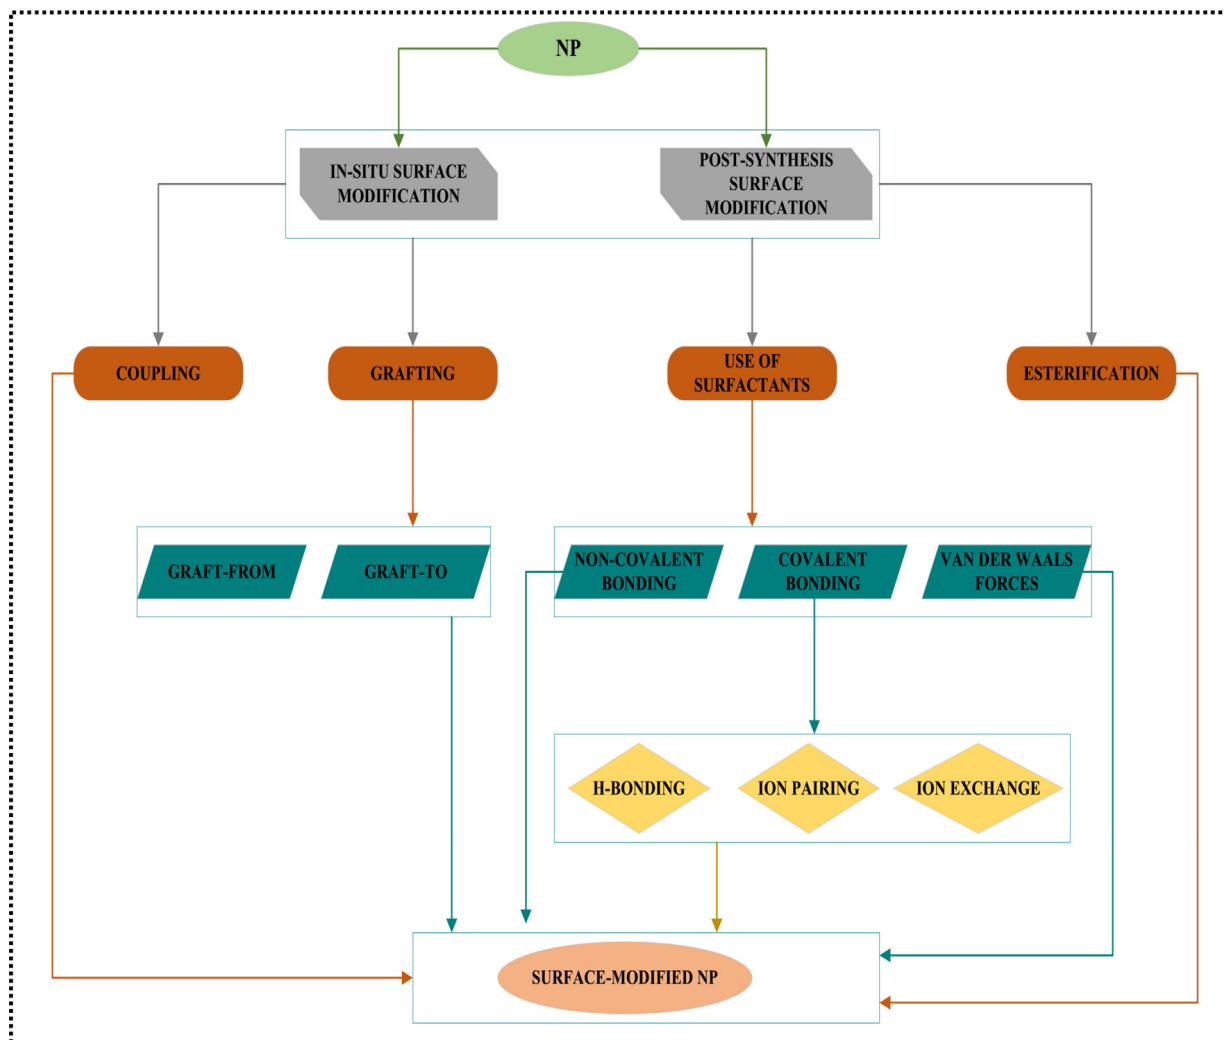 NP
IN-SITU SURFACE
MODIFICATION
POST-SYNTHESIS
SURFACE
MODIFICATION
COUPLING
GRAFTING
USE OF
SURFACTANTS
ESTERIFICATION
GRAFT-FROM
GRAFT-TO
NON-COVALENT
BONDING
COVALENT
BONDING
VAN DER WAALS
FORCES
H-BONDING
ION PAIRING
ION EXCHANGE
SURFACE-MODIFIED NP